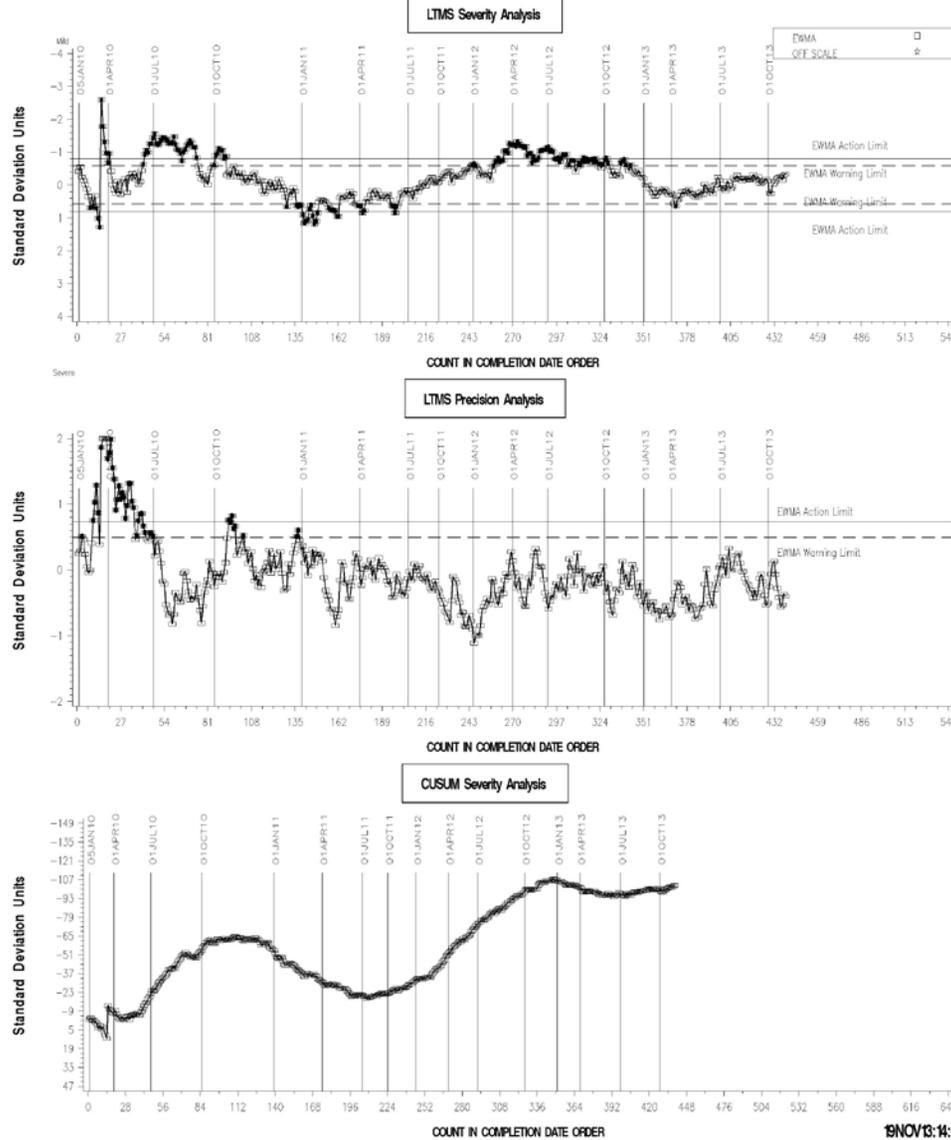 LTMS Severity Analysis
EWMA
OFF SCALE
Mild
05JAN10 01APR10 01JUL10 01OCT10 01JAN11 01APR11 01JUL11 01OCT11 01JAN12 01APR12 01JUL12 01OCT12 01JAN13 01APR13 01JUL13 01OCT13
Standard Deviation Units
-4
-3
-2
-1
0
1
2
3
4
EWMA Action Limit
EWMA Warning Limit
EWMA Warning Limit
EWMA Action Limit
0 27 54 81 108 135 162 189 216 243 270 297 324 351 378 405 432 459 486 513
COUNT IN COMPLETION DATE ORDER
Severe
LTMS Precision Analysis
05JAN10 01JUL10 01OCT10 01JAN11 01APR11 01JUL11 01OCT11 01JAN12 01APR12 01JUL12 01OCT12 01JAN13 01APR13 01JUL13 01OCT13
Standard Deviation Units
2
1
0
-1
-2
EWMA Action Limit
EWMA Warning Limit
0 27 54 81 108 135 162 189 216 243 270 297 324 351 378 405 432 459 486 513
COUNT IN COMPLETION DATE ORDER
CUSUM Severity Analysis
05JAN10 01APR10 01JUL10 01OCT10 01JAN11 01APR11 01JUL11 01OCT11 01JAN12 01APR12 01JUL12 01OCT12 01JAN13 01APR13 01JUL13 01OCT13
Standard Deviation Units
-149
-135
-121
-107
-93
-79
-65
-51
-37
-23
-9
5
19
33
47
0 28 56 84 112 140 168 196 224 252 280 308 336 364 392 420 448 476 504 532 560 588 616
COUNT IN COMPLETION DATE ORDER
19NOV13:14: